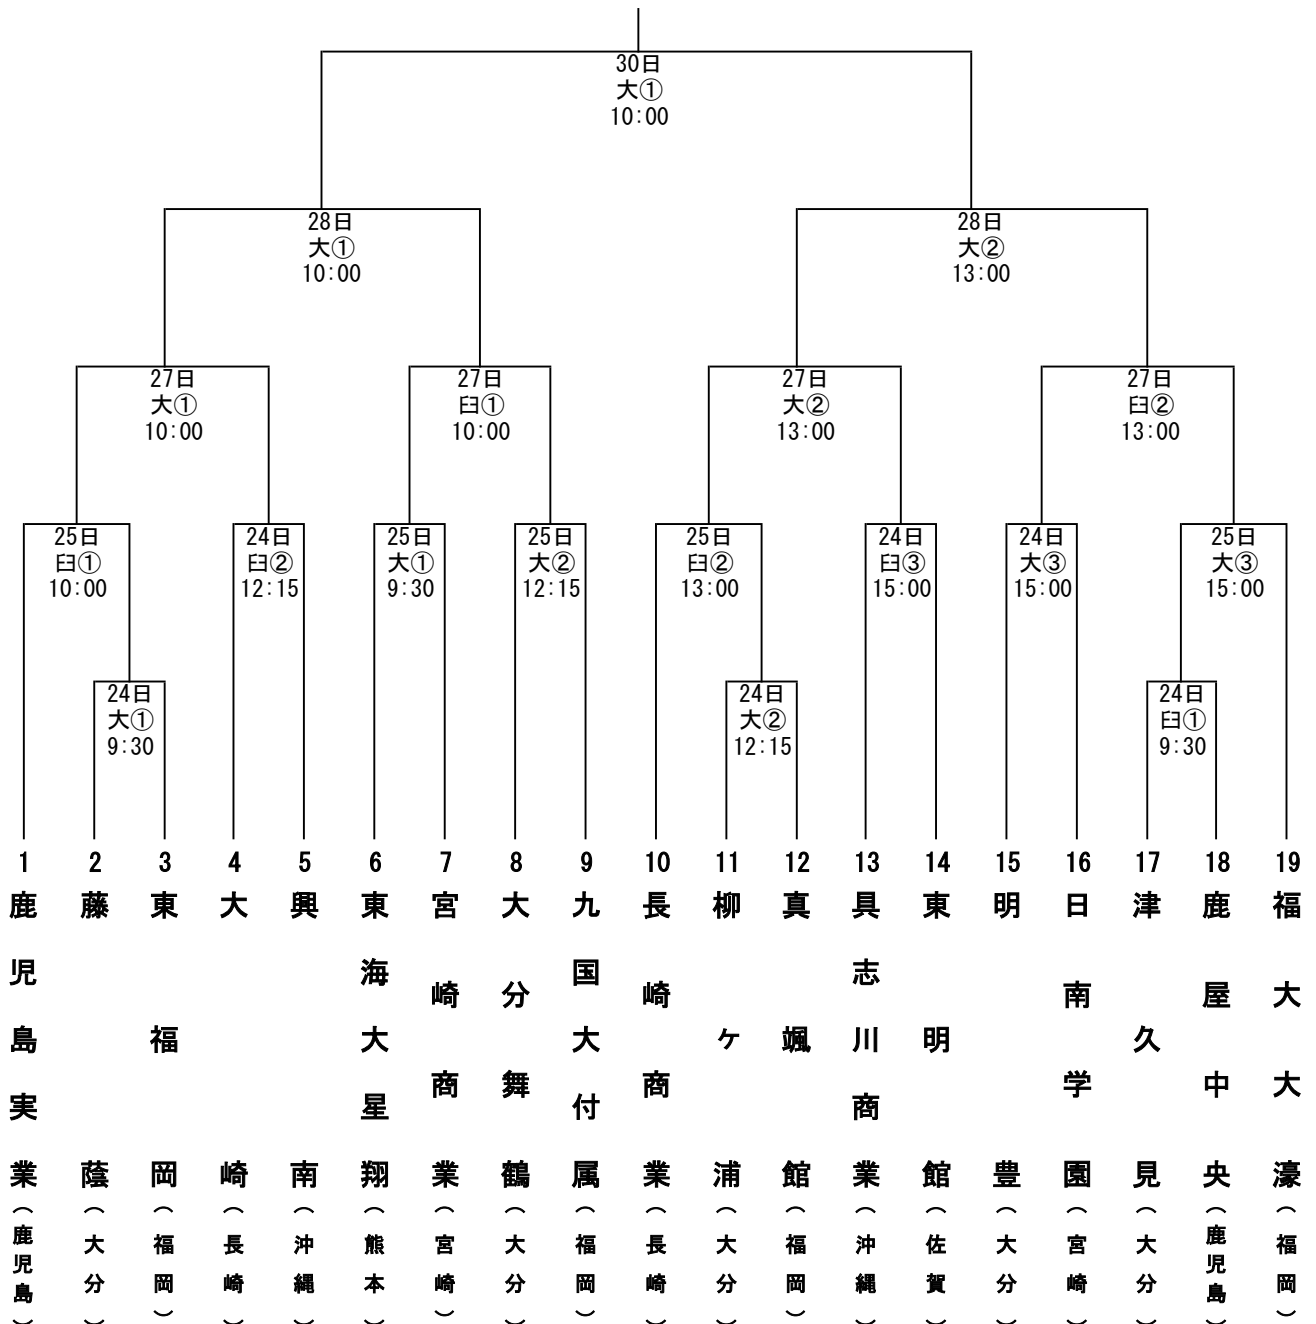 30日
大①
10:00
28日
大①
10:00
28日
大②
13:00
27日
大①
10:00
27日
臼①
10:00
27日
大②
13:00
27日
臼②
13:00
25日
臼①
10:00
24日
臼②
12:15
25日
大①
9:30
25日
大②
12:15
25日
臼②
13:00
24日
臼③
15:00
24日
大③
15:00
25日
大③
15:00
24日
大①
9:30
24日
大②
12:15
24日
臼①
9:30
1
鹿児島実業(鹿児島)
2
藤蔭(大分)
3
東福岡(福岡)
4
大崎(長崎)
5
興南(沖縄)
6
東海大星翔(熊本)
7
宮崎商業(宮崎)
8
大分舞鶴(大分)
9
九国大付属(福岡)
10
長崎商業(長崎)
11
柳ヶ浦(大分)
12
真颯館(福岡)
13
具志川商業(沖縄)
14
東明館(佐賀)
15
明豊(大分)
16
日南学園(宮崎)
17
津久見(大分)
18
鹿屋中央(鹿児島)
19
福大大濠(福岡)